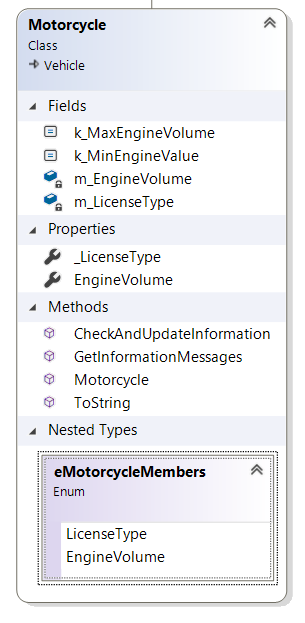 Motorcycle
Class
Vehicle
Fields
k_MaxEngineVolume
k_MinEngineValue
m_EngineVolume
m_LicenseType
Properties
_LicenseType
EngineVolume
Methods
CheckAndUpdateInformation
GetInformationMessages
Motorcycle
ToString
Nested Types
eMotorcycleMembers
Enum
LicenseType
EngineVolume